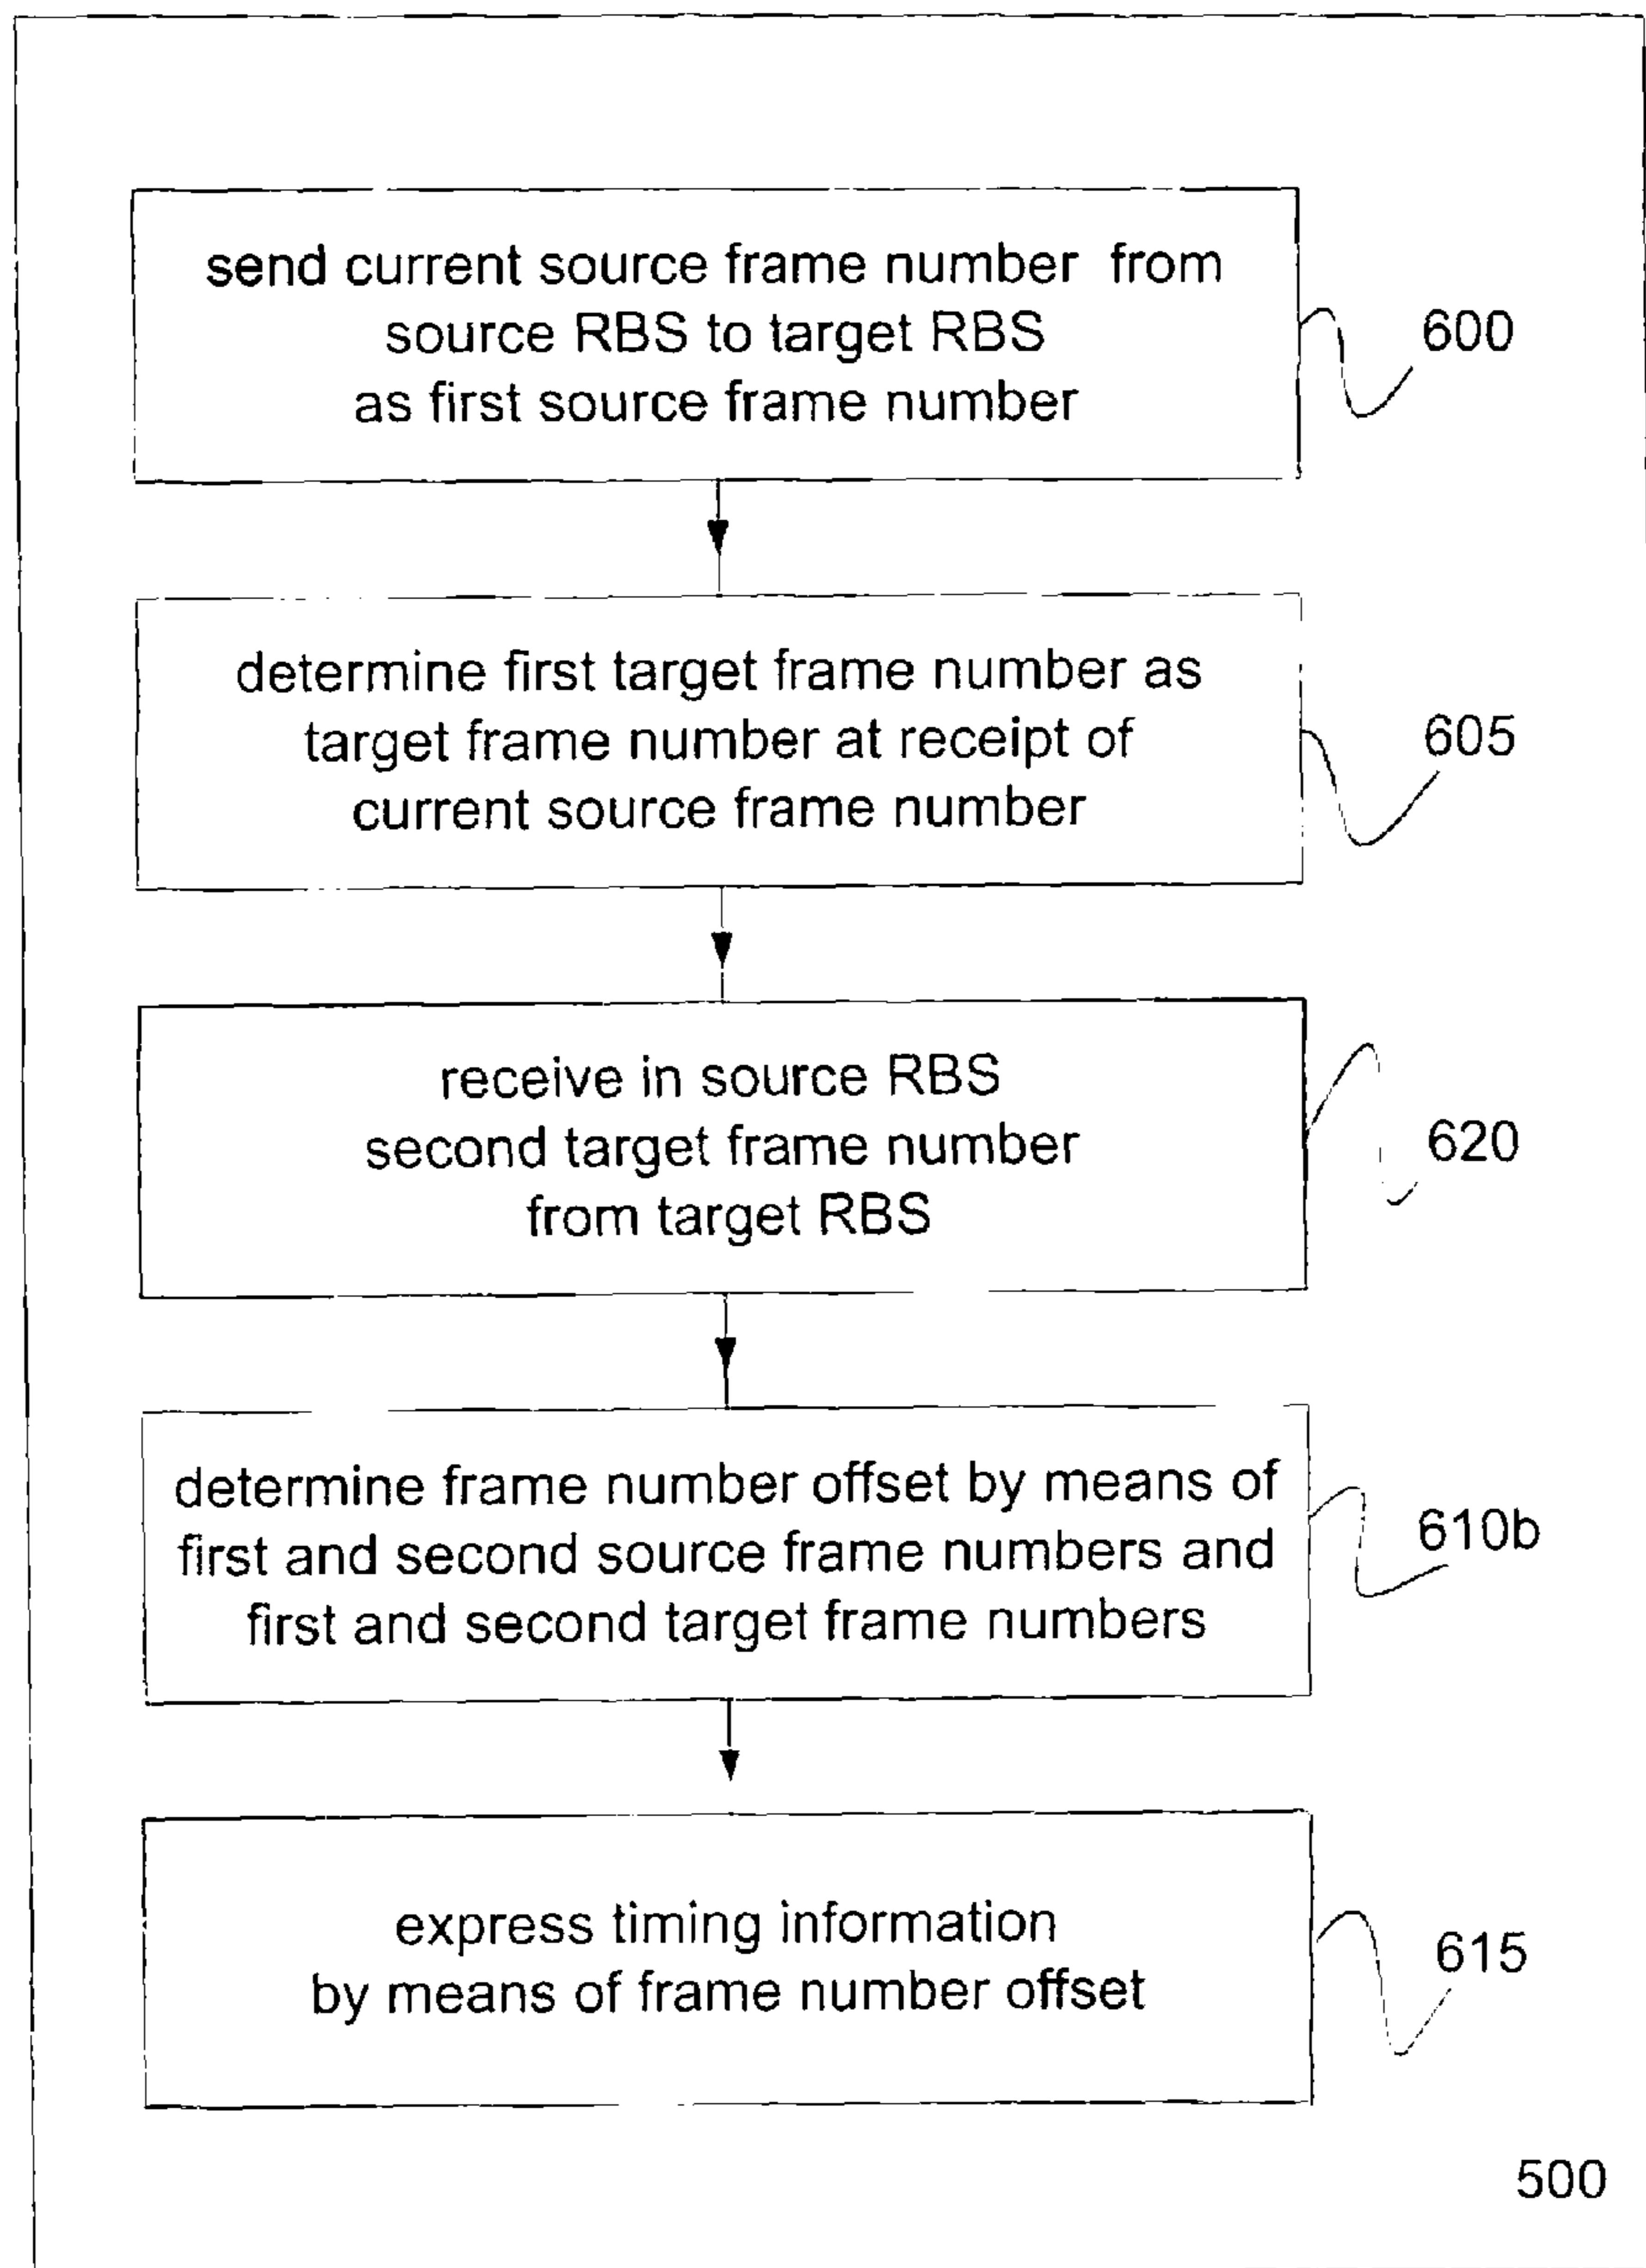 send current source frame number from
source RBS to target RBS
as first source frame number
600
determine first target frame number as
target frame number at receipt of
current source frame number
605
receive in source RBS
second target frame number
from target RBS
620
determine frame number offset by means of
first and second source frame numbers and
first and second target frame numbers
610b
express timing information
by means of frame number offset
615
500